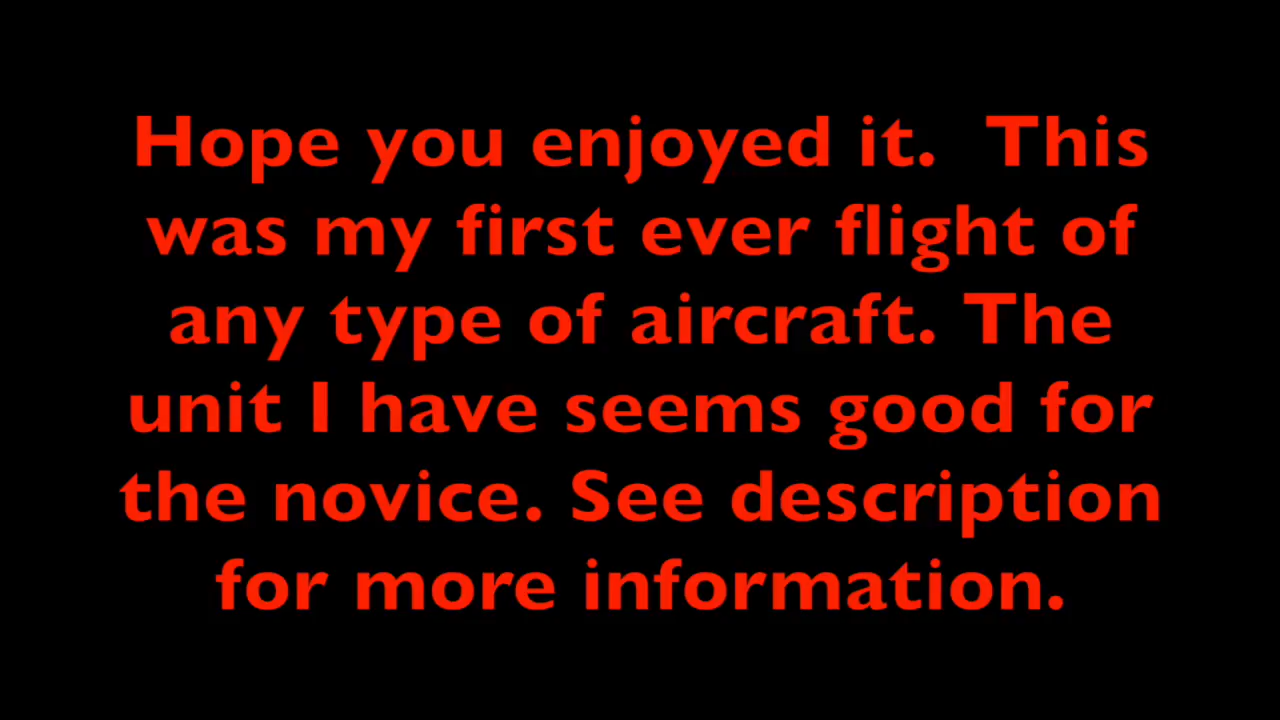 Hope you enjoyed it.  This
was my first ever flight of
any type of aircraft. The
unit I have seems good for
the novice. See description
for more information.